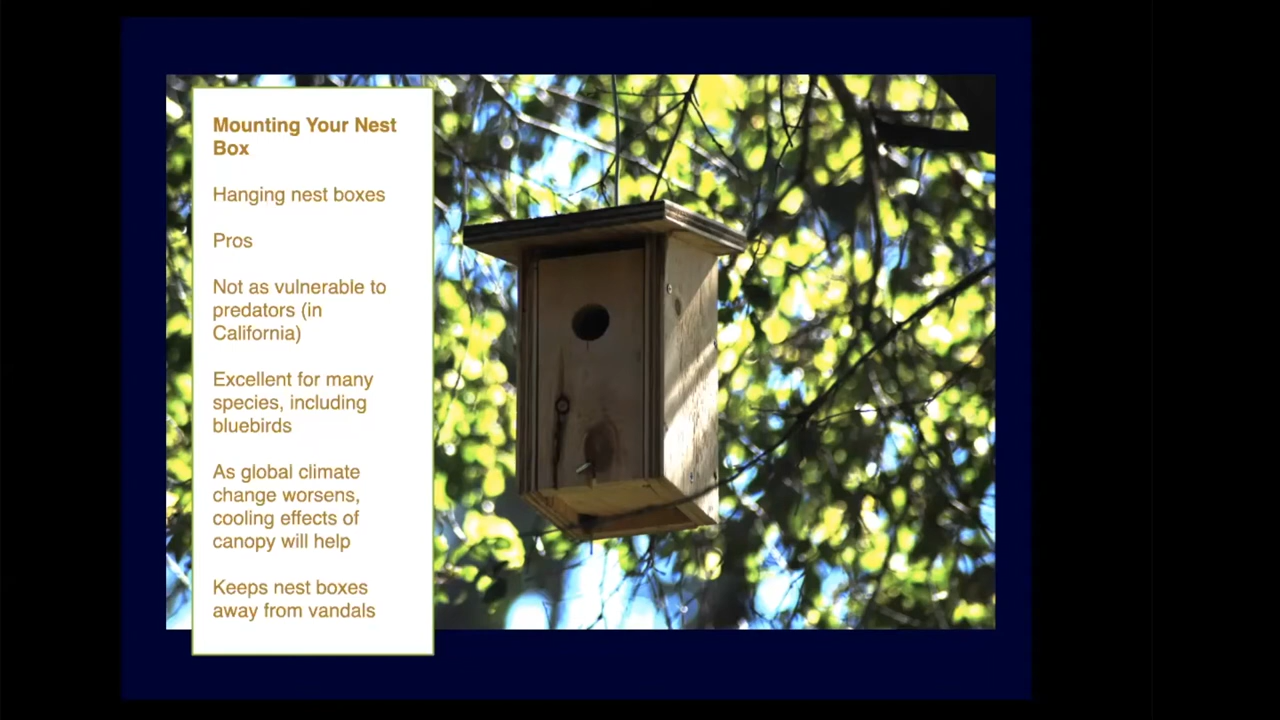 Mounting Your Nest
Box
Hanging nest boxes
Pros
Not as vulnerable to
predators (in
California)
Excellent for many
species, including
bluebirds
As global climate
change worsens,
cooling effects of
canopy will help
Keeps nest boxes
away from vandals